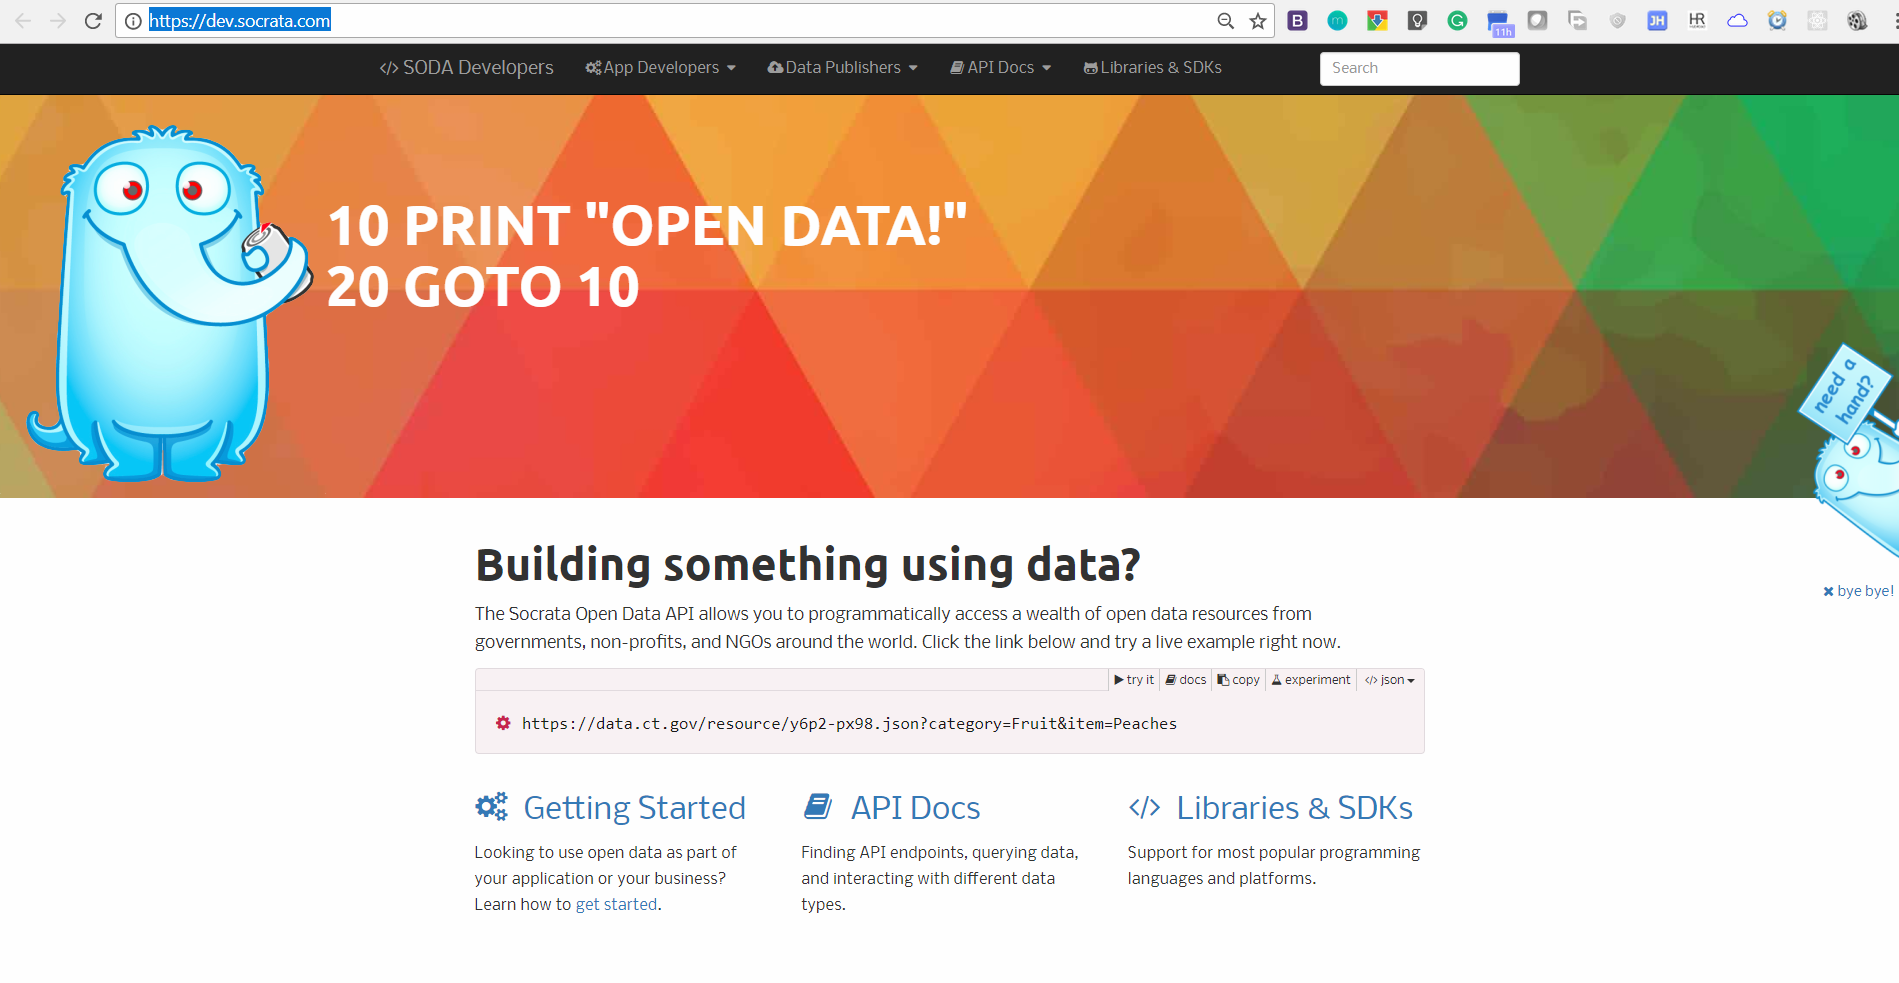 https://dev.socrata.com
11h
JH
HR
SODA Developers
App Developers
Data Publishers
API Docs
Libraries & SDKs
Search
10 PRINT "OPEN DATA!"
20 GOTO 10
need a
hand?
bye bye!
Building something using data?
The Socrata Open Data API allows you to programmatically access a wealth of open data resources from
governments, non-profits, and NGOs around the world. Click the link below and try a live example right now.
try it
docs
copy
experiment
</> json
https://data.ct.gov/resource/y6p2-px98.json?category=Fruit&item=Peaches
Getting Started
Looking to use open data as part of
your application or your business?
Learn how to get started.
API Docs
Finding API endpoints, querying data,
and interacting with different data
types.
</> Libraries & SDKs
Support for most popular programming
languages and platforms.